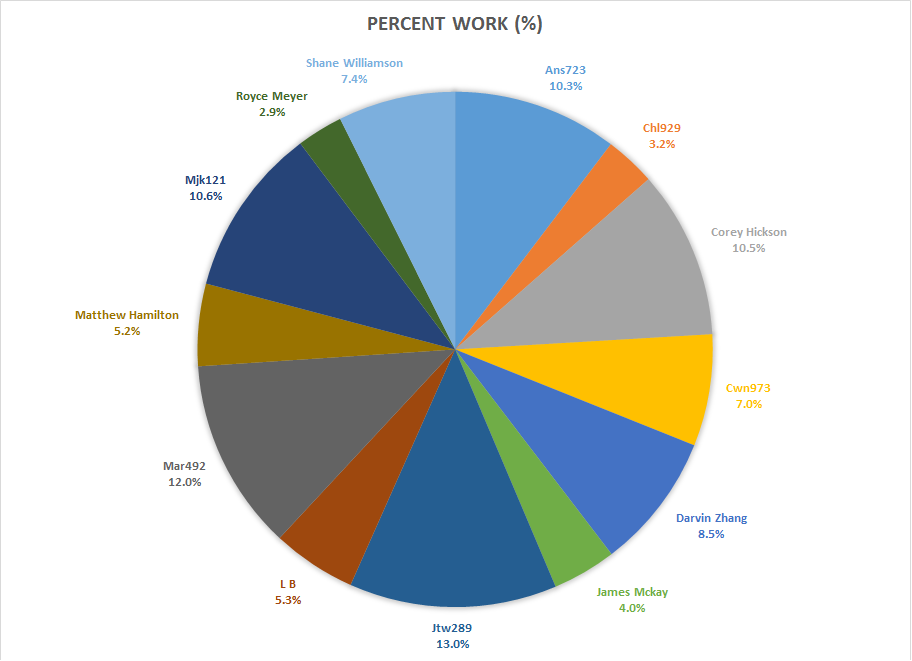 PERCENT WORK (%)
Shane Williamson
7.4%
Ans723
10.3%
Royce Meyer
2.9%
Chl929
3.2%
Mjk121
10.6%
Corey Hickson
10.5%
Matthew Hamilton
5.2%
Cwn973
7.0%
Mar492
12.0%
Darvin Zhang
8.5%
L B
5.3%
James Mckay
4.0%
Jtw289
13.0%